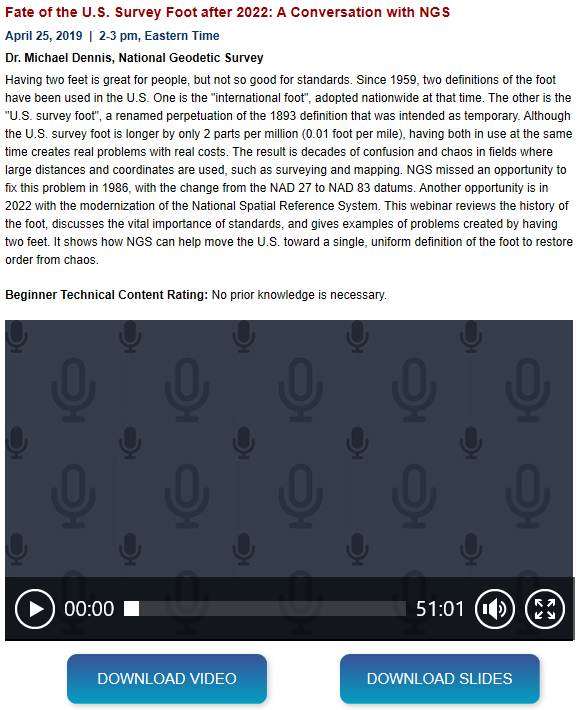 Fate of the U.S. Survey Foot after 2022: A Conversation with NGS
April 25, 2019 | 2-3 pm, Eastern Time
Dr. Michael Dennis, National Geodetic Survey
Having two feet is great for people, but not so good for standards. Since 1959, two definitions of the foot
have been used in the U.S. One is the "international foot", adopted nationwide at that time. The other is the
"U.S. survey foot", a renamed perpetuation of the 1893 definition that was intended as temporary. Although
the U.S. survey foot is longer by only 2 parts per million (0.01 foot per mile), having both in use at the same
time creates real problems with real costs. The result is decades of confusion and chaos in fields where
large distances and coordinates are used, such as surveying and mapping. NGS missed an opportunity to
fix this problem in 1986, with the change from the NAD 27 to NAD 83 datums. Another opportunity is in
2022 with the modernization of the National Spatial Reference System. This webinar reviews the history of
the foot, discusses the vital importance of standards, and gives examples of problems created by having
two feet. It shows how NGS can help move the U.S. toward a single, uniform definition of the foot to restore
order from chaos.
Beginner Technical Content Rating: No prior knowledge is necessary.
00:00 51:01
DOWNLOAD VIDEO DOWNLOAD SLIDES